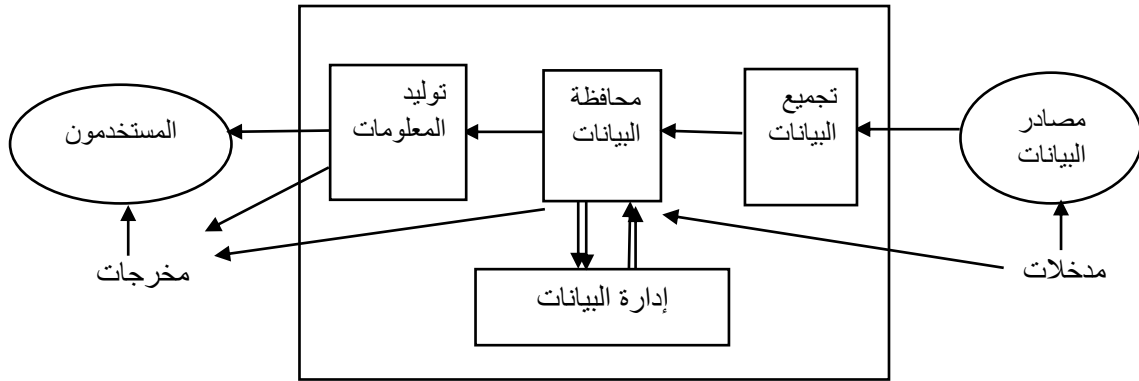 مصادر
البيانات
تجميع
البيانات
محافظة
البيانات
توليد
المعلومات
المستخدمون
مدخلات
إدارة البيانات
مخرجات